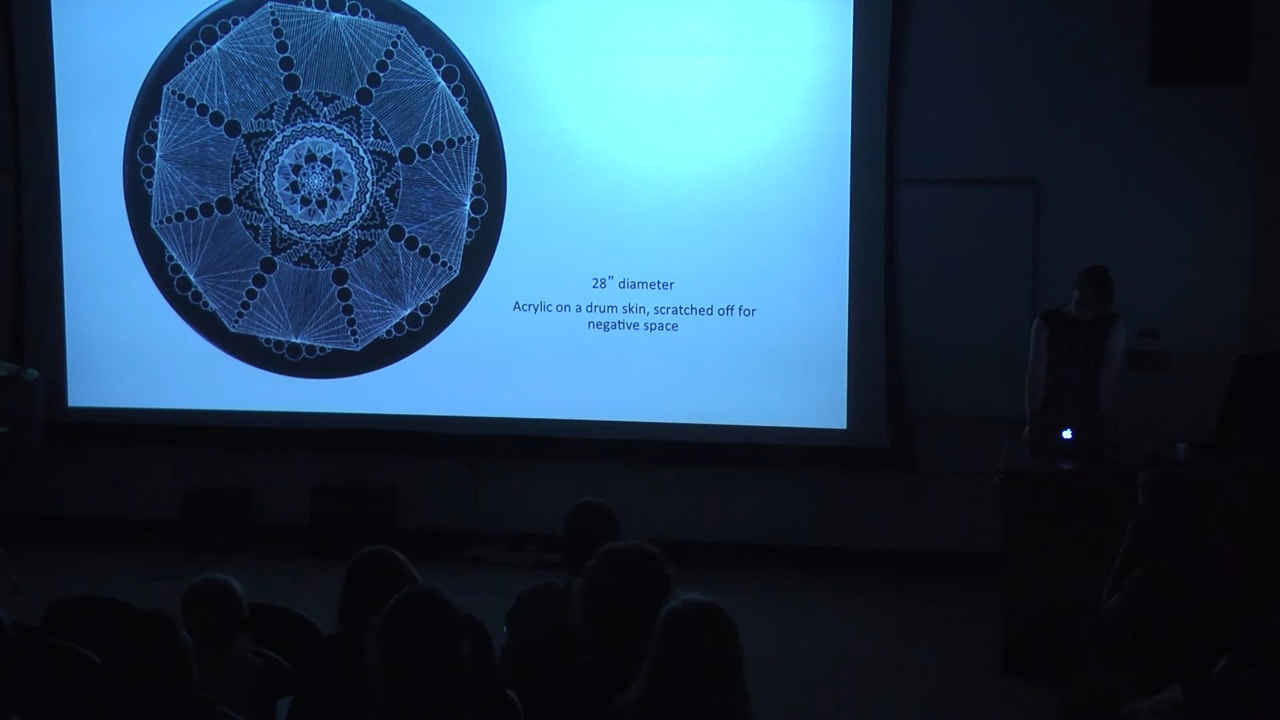 28" diameter
Acrylic on a drum skin, scratched off for
negative space